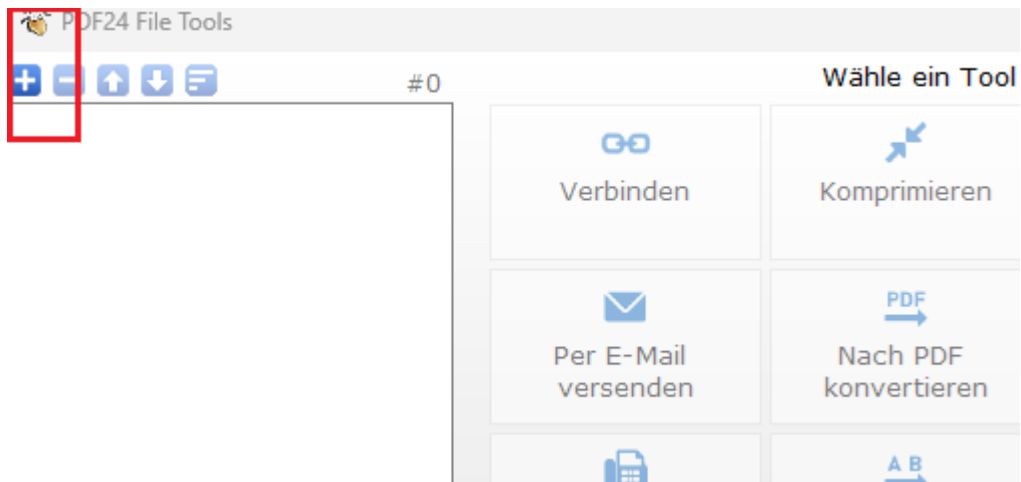 PDF24 File Tools
#0
Wähle ein Tool
Verbinden
Komprimieren
Per E-Mail
versenden
PDF
Nach PDF
konvertieren
A B